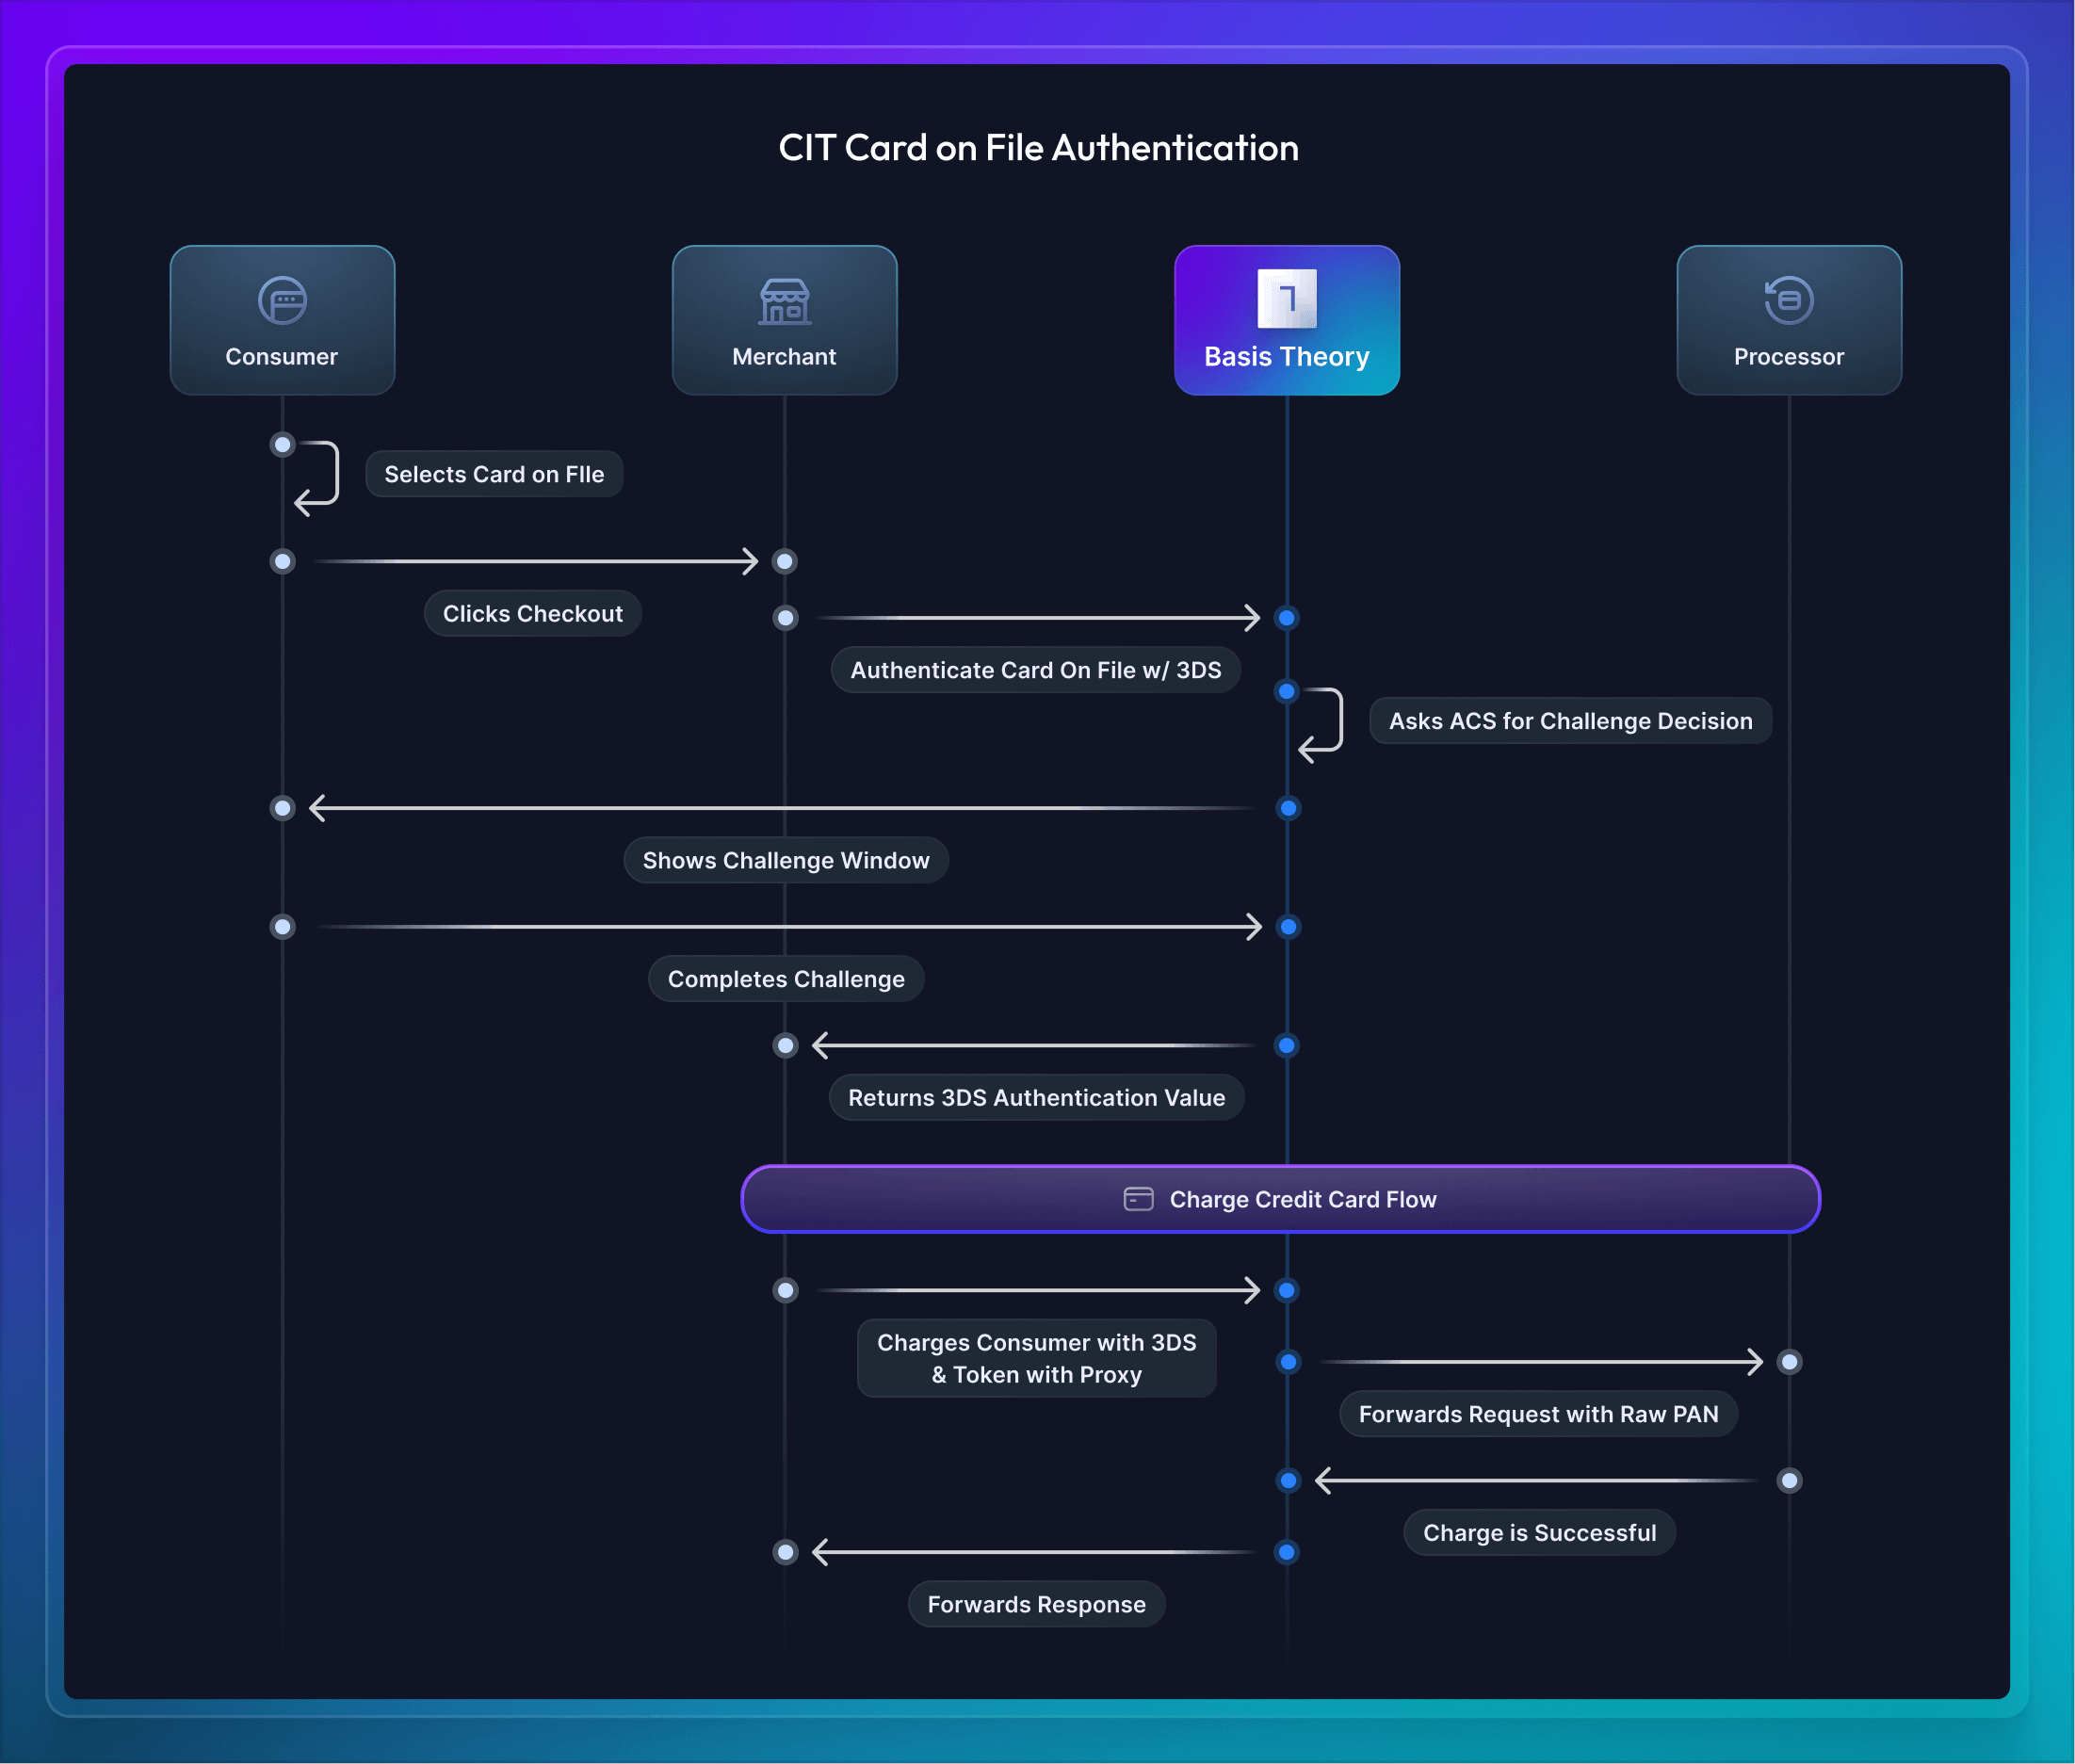 CIT Card on File Authentication
Consumer
Merchant
Basis Theory
Processor
Selects Card on FIle
Clicks Checkout
Authenticate Card On File w/ 3DS
Asks ACS for Challenge Decision
Shows Challenge Window
Completes Challenge
Returns 3DS Authentication Value
Charge Credit Card Flow
Charges Consumer with 3DS
& Token with Proxy
Forwards Request with Raw PAN
Charge is Successful
Forwards Response